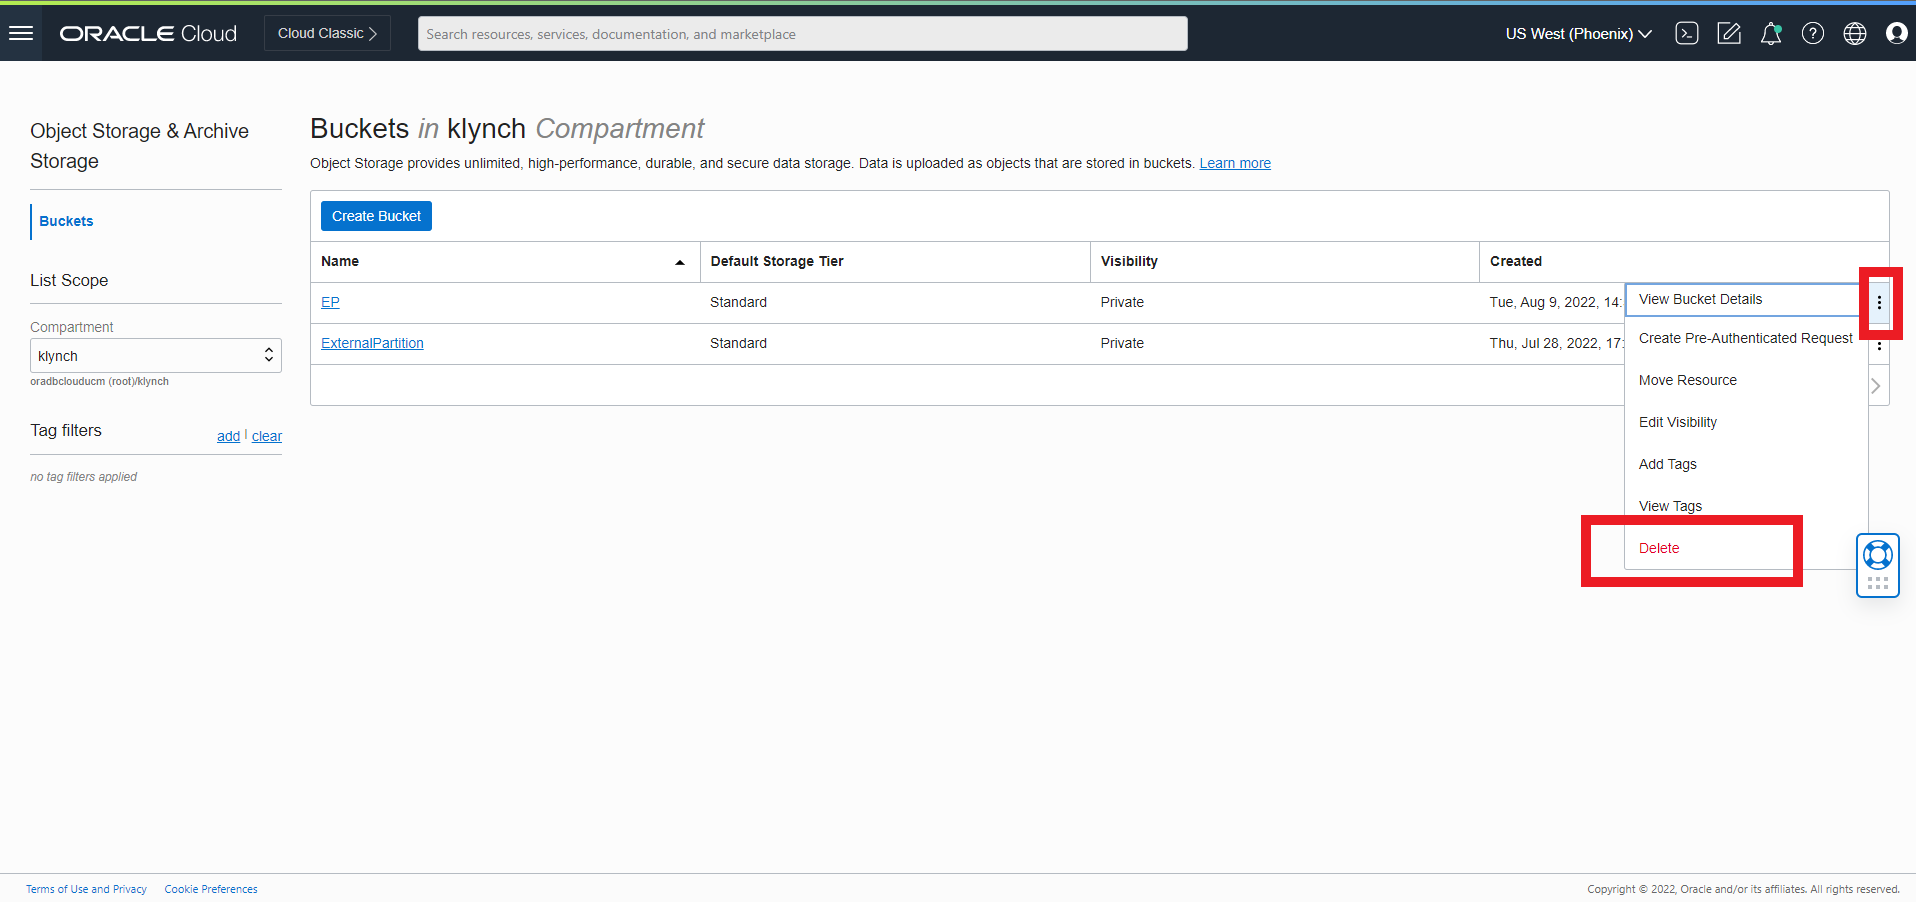 ORACLE Cloud
Cloud Classic
Search resources, services, documentation, and marketplace
US West (Phoenix)
Object Storage & Archive
Storage
Buckets
List Scope
Compartment
klynch
oradbclouducm (root)/klynch
Tag filters
add | clear
no tag filters applied
Buckets in klynch Compartment
Object Storage provides unlimited, high-performance, durable, and secure data storage. Data is uploaded as objects that are stored in buckets. Learn more
Create Bucket
Name Default Storage Tier Visibility Created
EP Standard Private Tue, Aug 9, 2022, 14:
ExternalPartition Standard Private Thu, Jul 28, 2022, 17:
View Bucket Details
Create Pre-Authenticated Request
Move Resource
Edit Visibility
Add Tags
View Tags
Delete
Terms of Use and Privacy Cookie Preferences
Copyright © 2022, Oracle and/or its affiliates. All rights reserved.